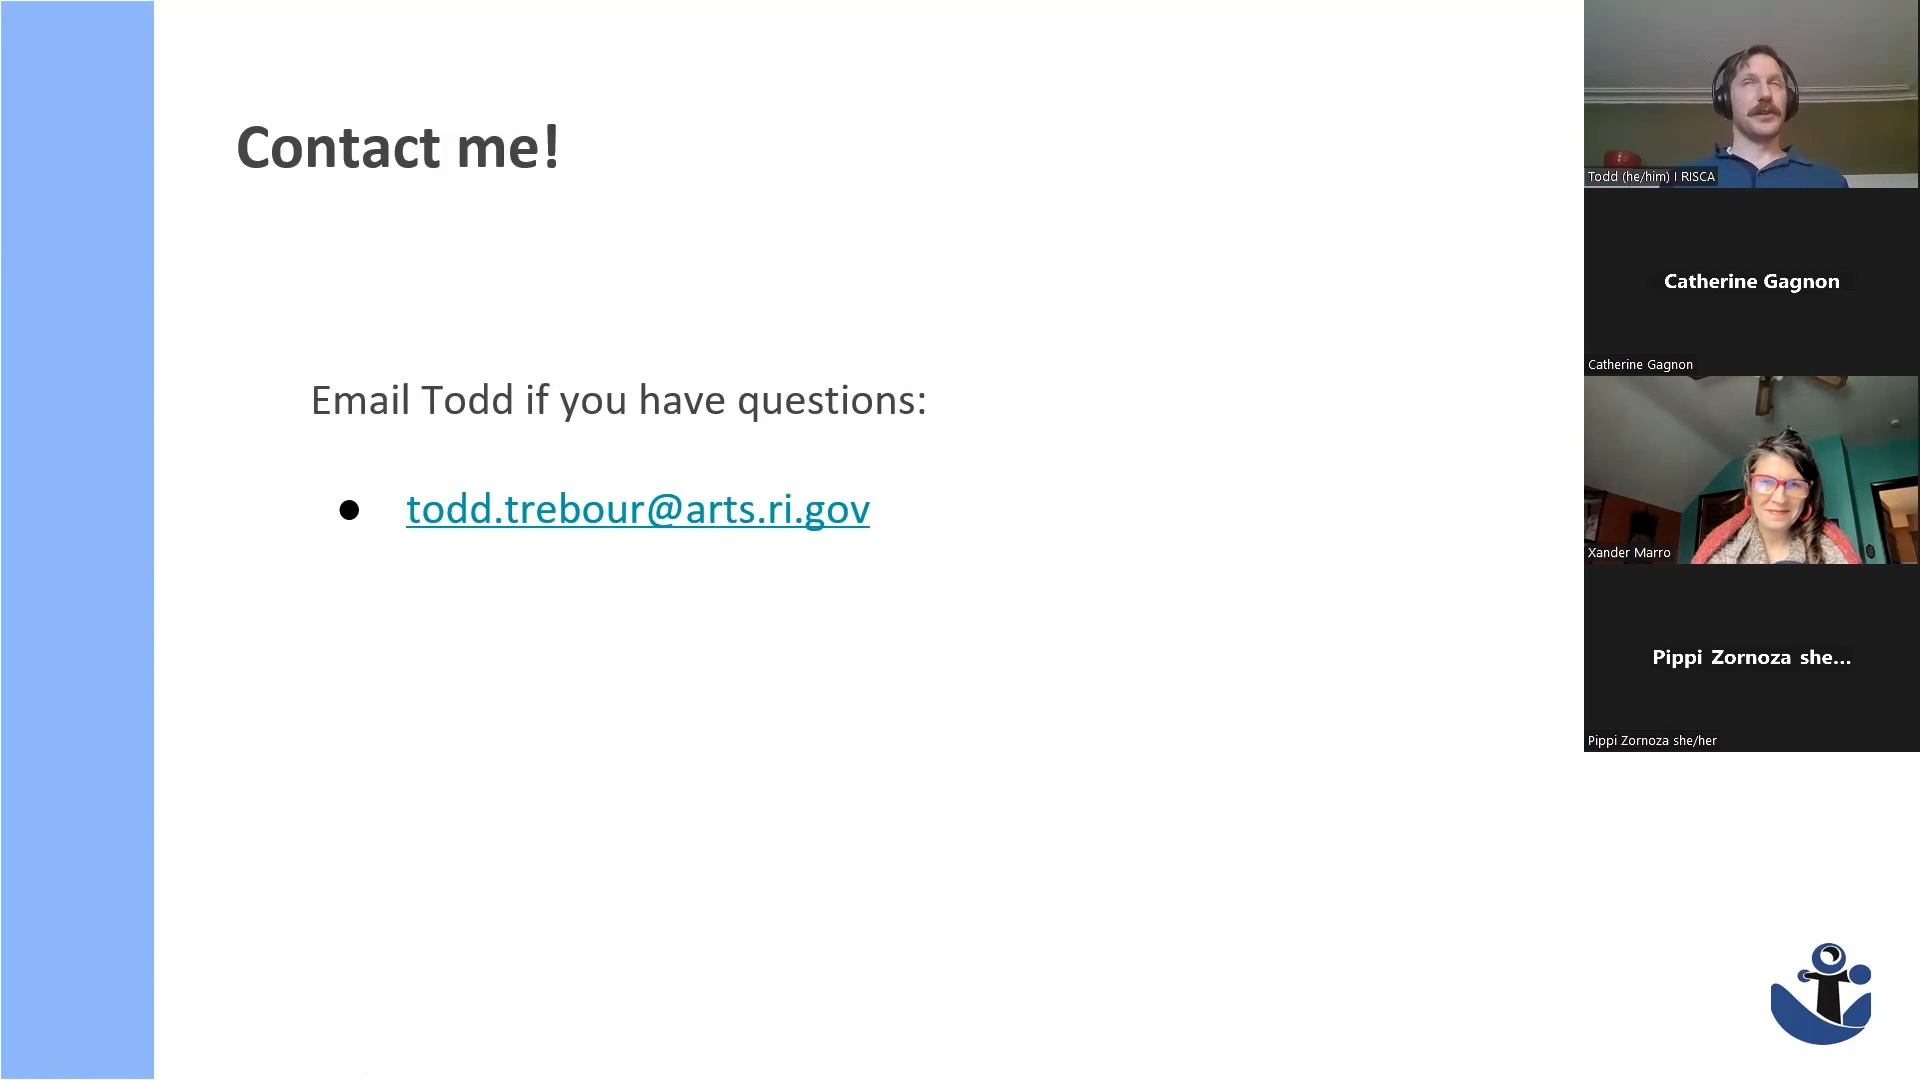 Contact me!
Email Todd if you have questions:
todd.trebour@arts.ri.gov
Todd (he/him) I RISCA
Catherine Gagnon
Catherine Gagnon
Xander Marro
Pippi Zornoza she...
Pippi Zornoza she/her